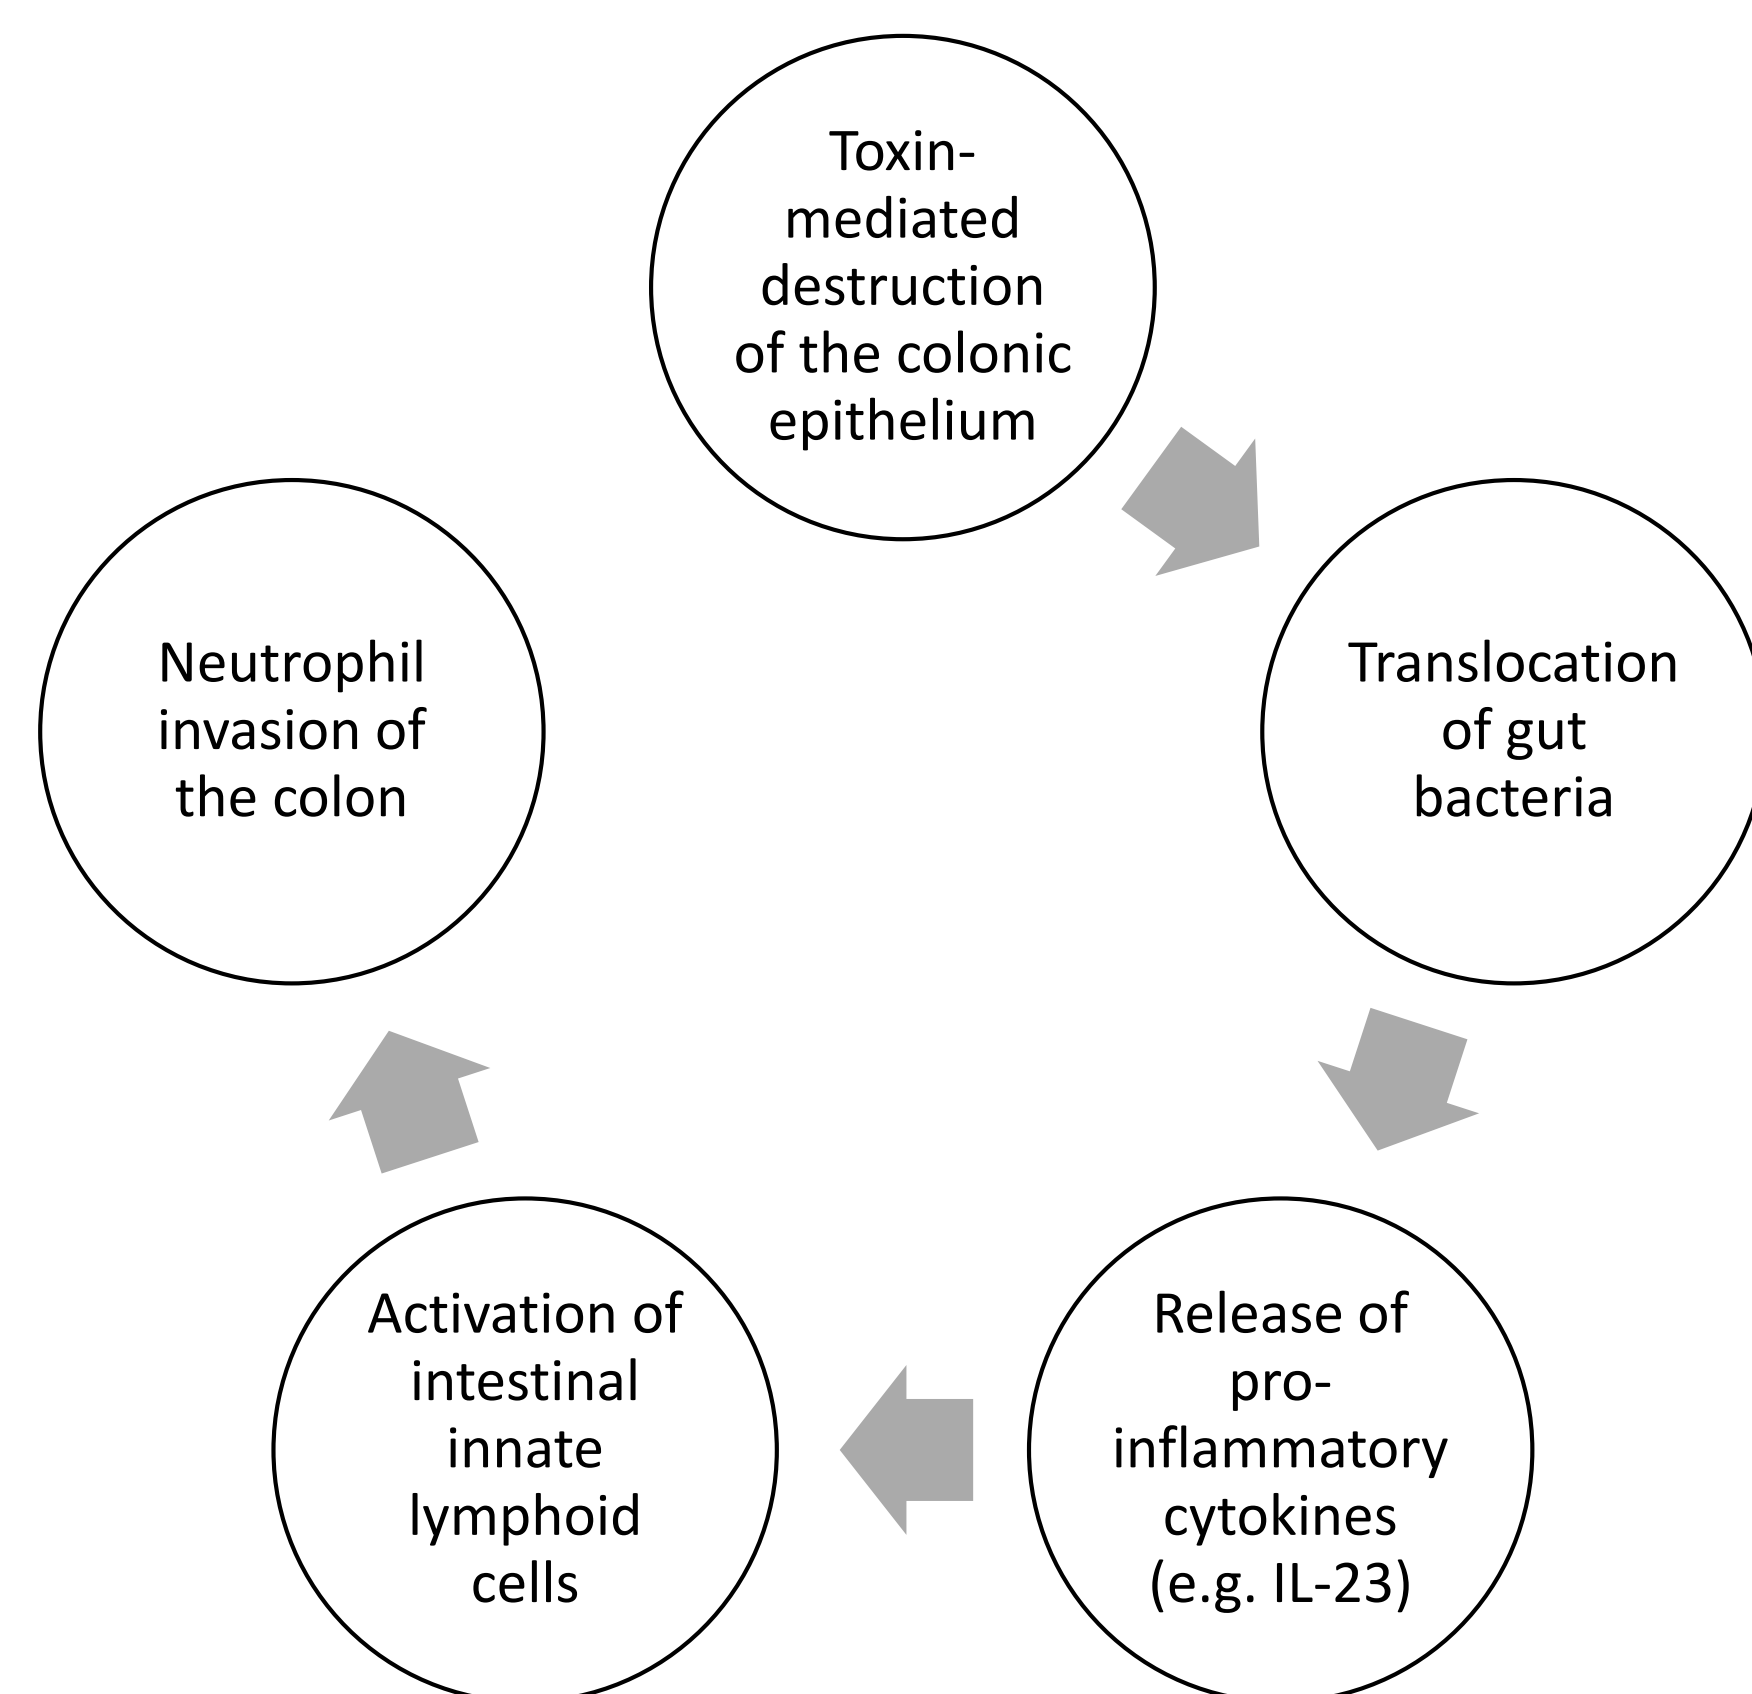 Toxin-
mediated
destruction
of the colonic
epithelium
Translocation
of gut
bacteria
Release of
pro-
inflammatory
cytokines
(e.g. IL-23)
Activation of
intestinal
innate
lymphoid
cells
Neutrophil
invasion of
the colon